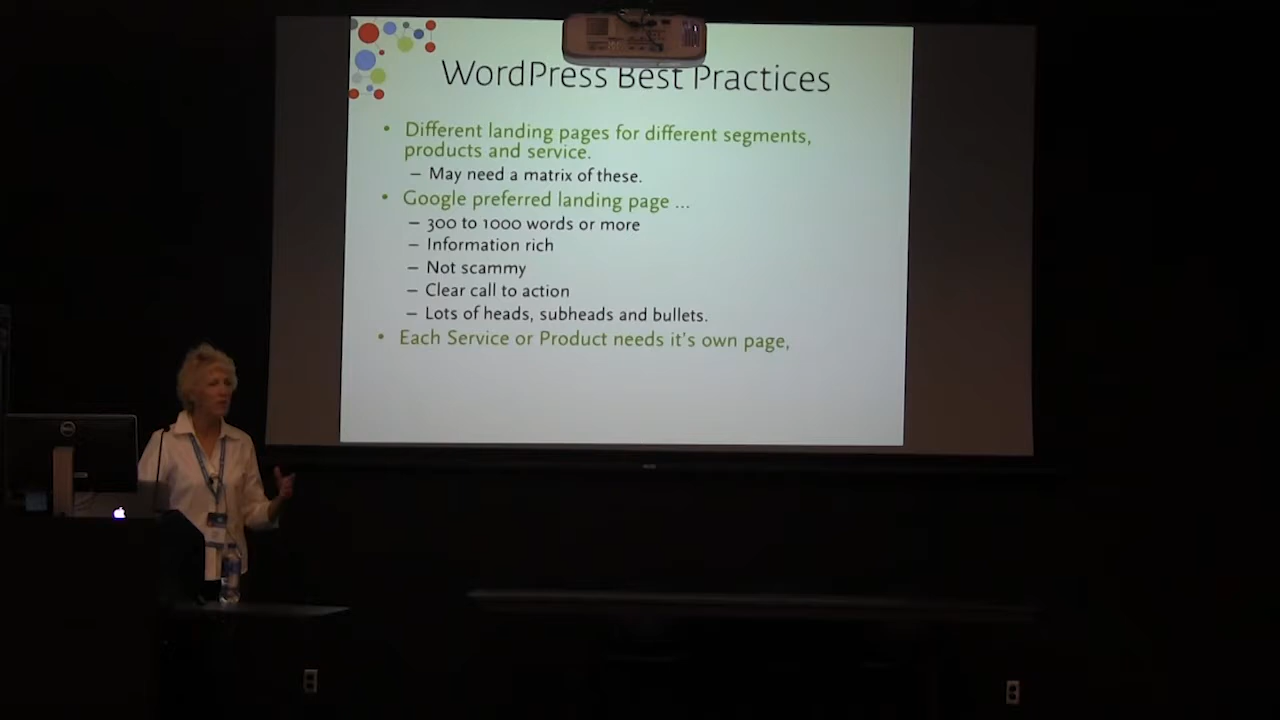 WordPress Best Practices
• Different landing pages for different segments,
products and service.
– May need a matrix of these.
• Google preferred landing page ...
– 300 to 1000 words or more
– Information rich
– Not scammy
– Clear call to action
– Lots of heads, subheads and bullets.
• Each Service or Product needs it's own page,
DELL